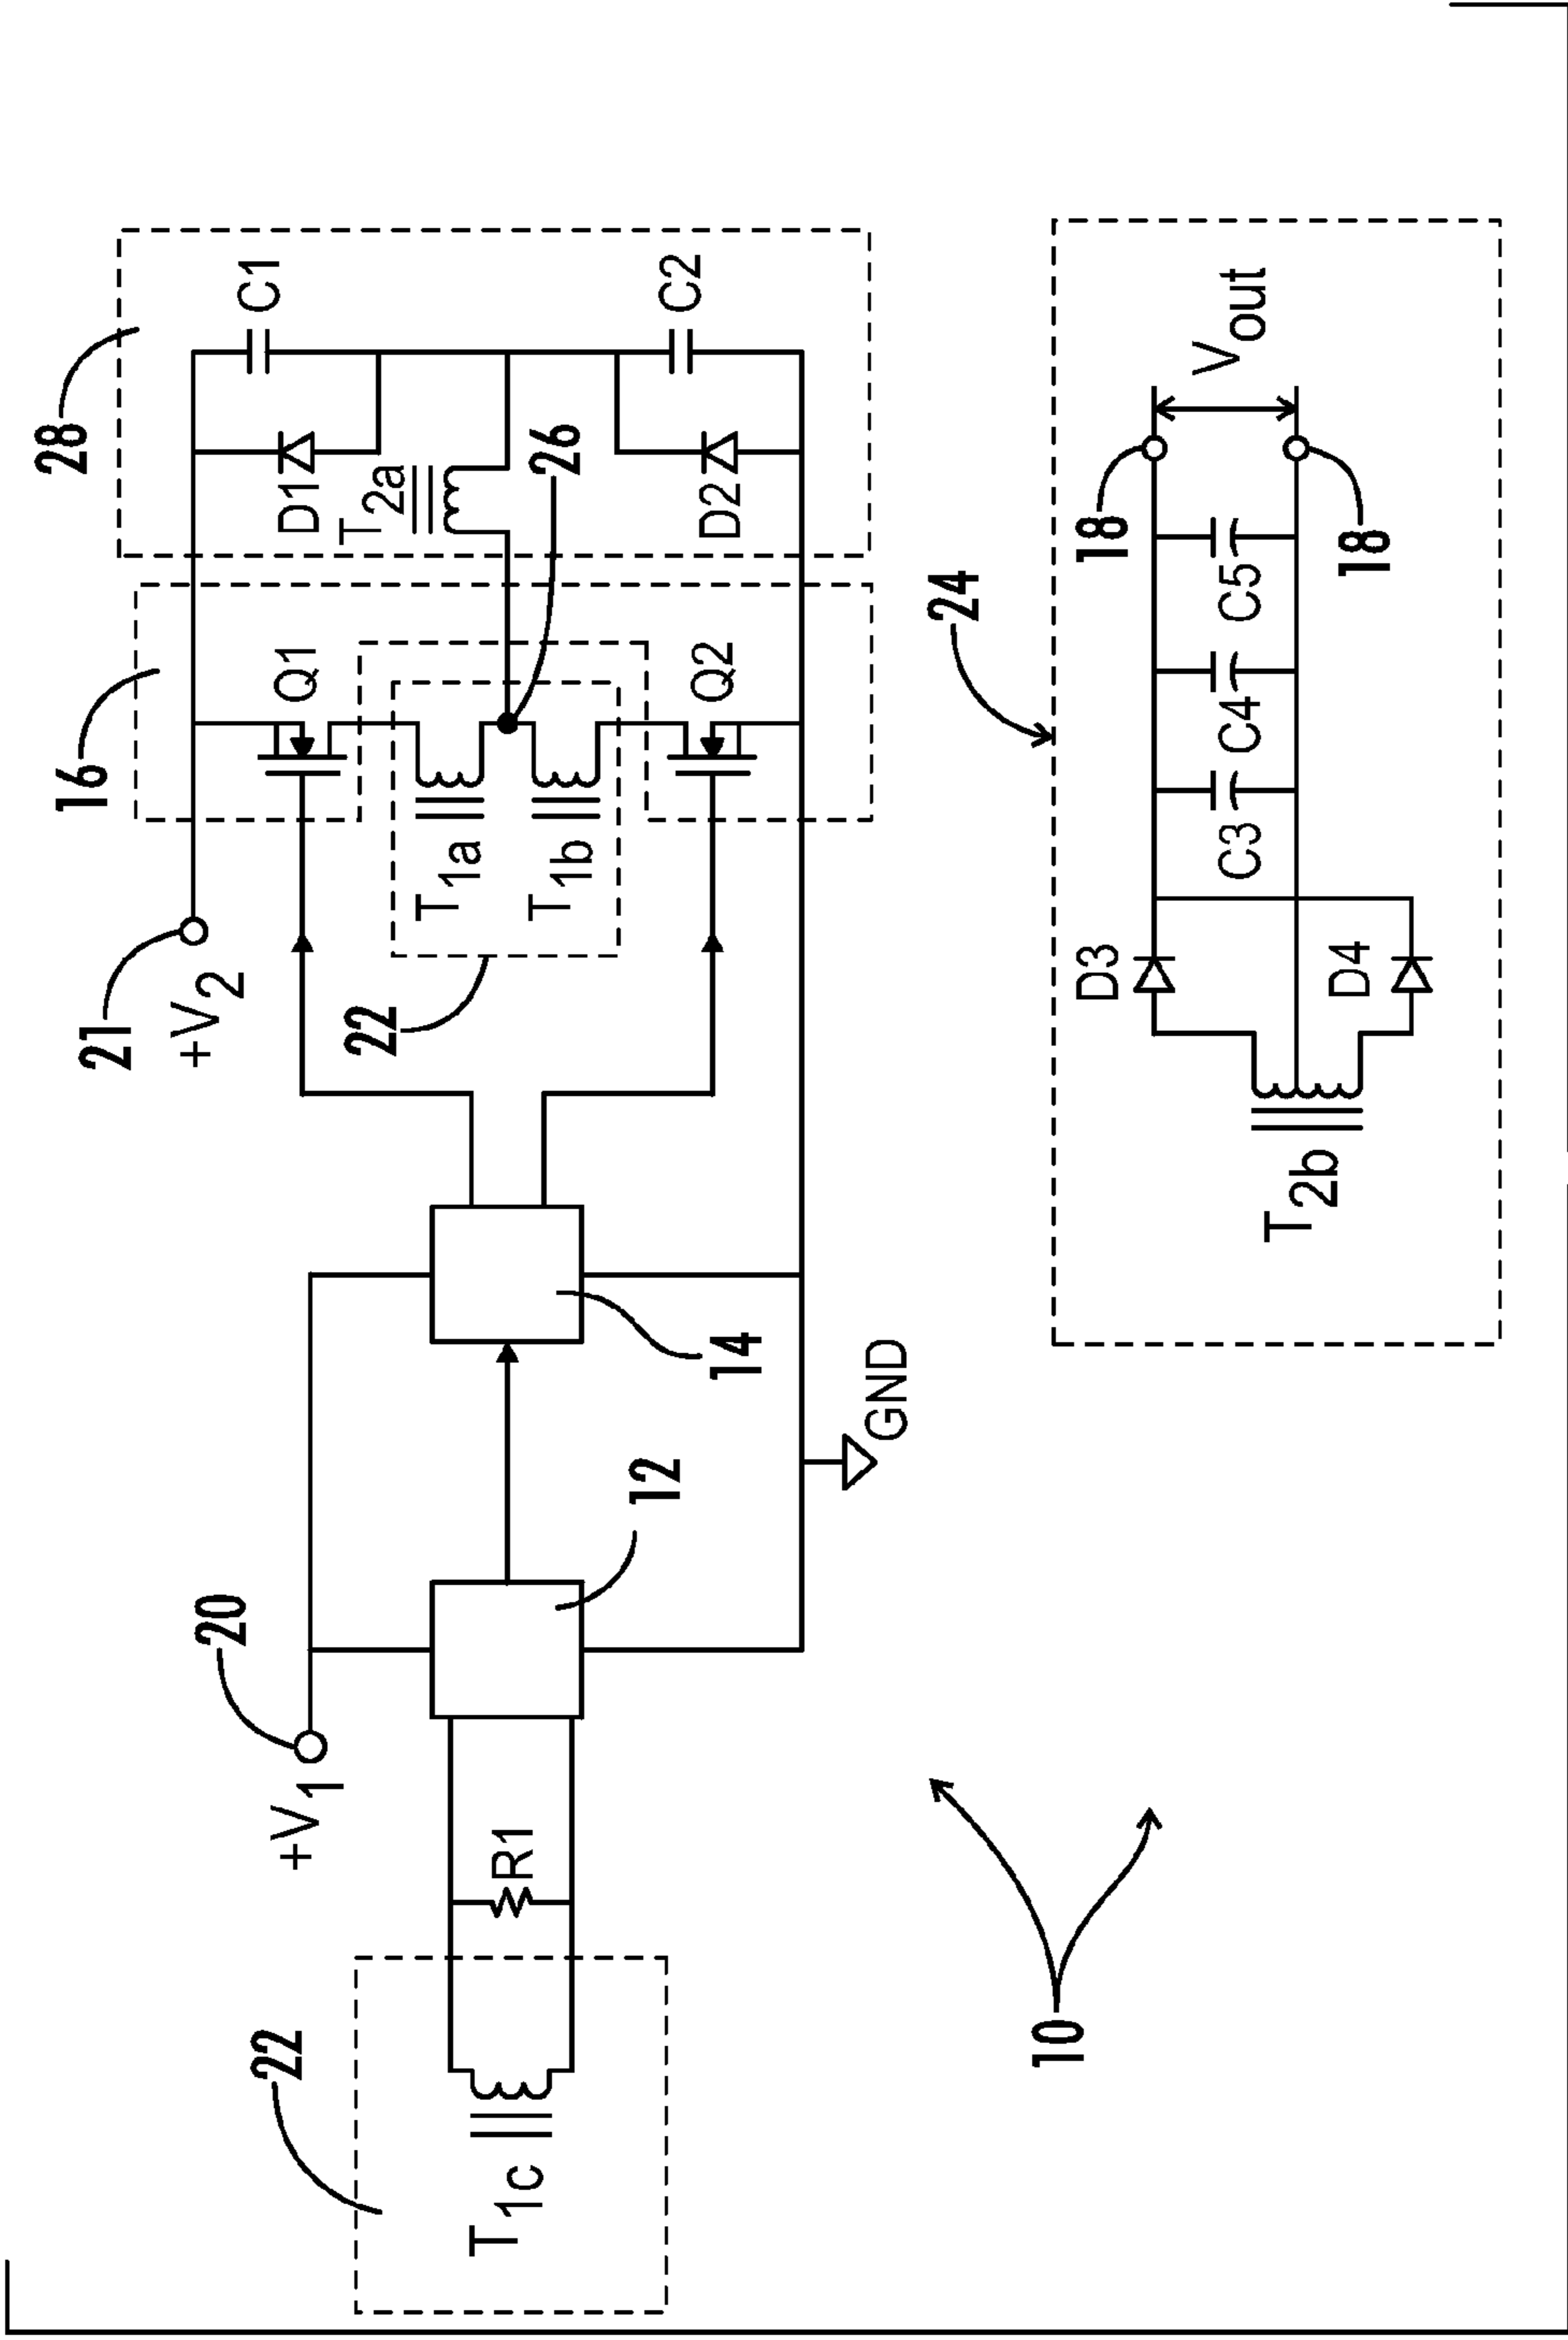 28
C1
16
D1
T2a
21
+V2
Q1
26
C2
20
+V1
22
T1a
T1b
D2
Q2
22
T1c
R1
12
14
GND
24
18
Vout
D3
C3
C4
C5
18
T2b
D4
10